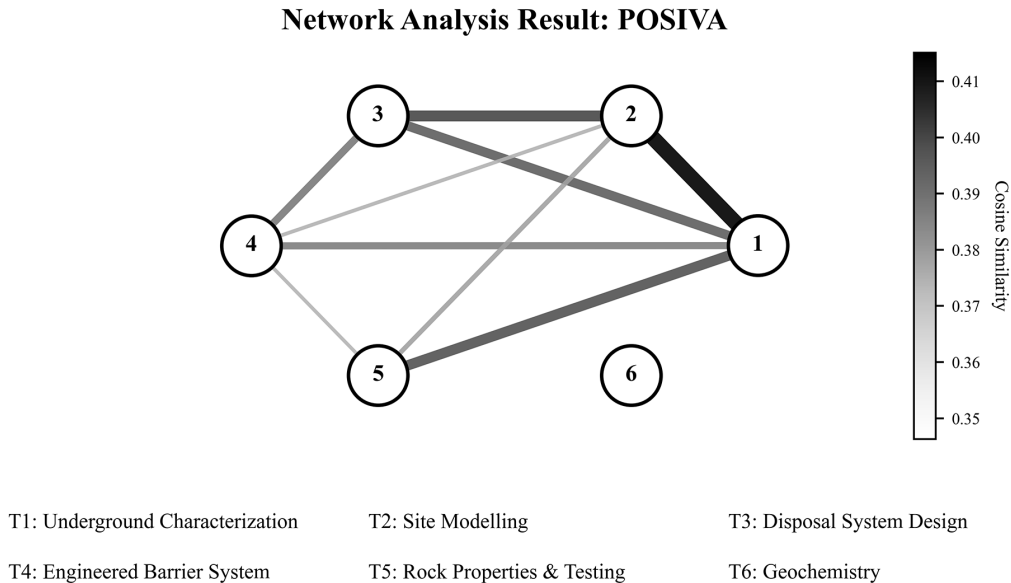 Network Analysis Result: POSIVA
3
2
4
1
5
6
0.41
0.40
0.39
0.38
0.37
0.36
0.35
Cosine Similarity
T1: Underground Characterization
T2: Site Modelling
T3: Disposal System Design
T4: Engineered Barrier System
T5: Rock Properties & Testing
T6: Geochemistry